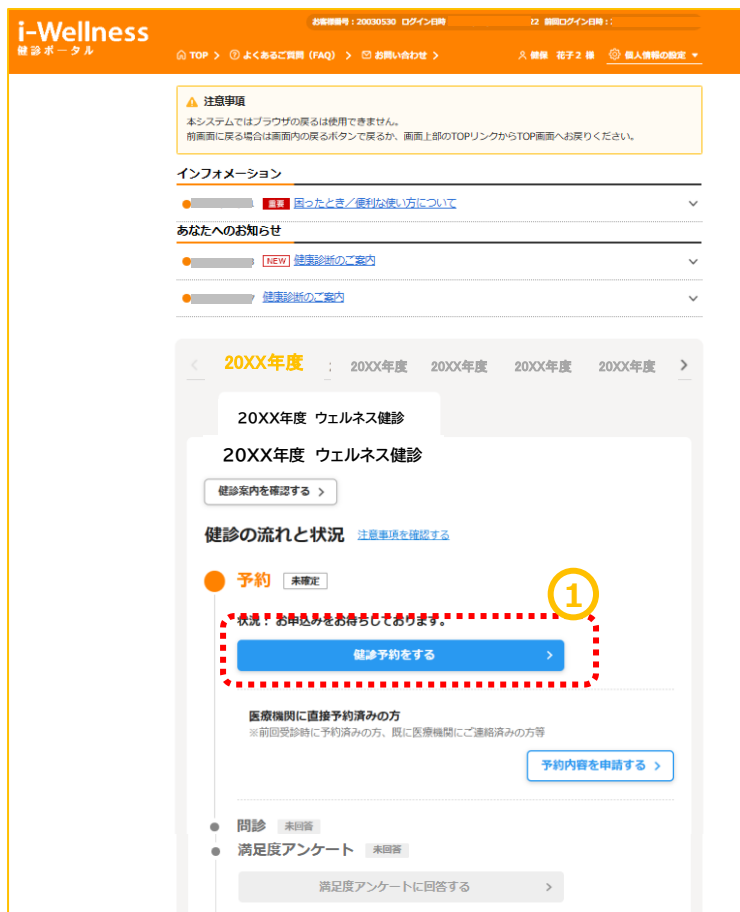 i-Wellness
健診ポータル
お客様番号：20030530 ログイン日時 22 前回ログイン日時：
TOP > よくあるご質問 (FAQ) > お問い合わせ >
健保 花子2 様 個人情報の設定
注意事項
本システムではブラウザの戻るは使用できません。
前画面に戻る場合は画面内の戻るボタンで戻るか、画面上部のTOPリンクからTOP画面へお戻りください。
インフォメーション
重要 困ったとき／便利な使い方について
あなたへのお知らせ
NEW 健康診断のご案内
健康診断のご案内
20XX年度 20XX年度 20XX年度 20XX年度 20XX年度
20XX年度 ウェルネス健診
20XX年度 ウェルネス健診
健診案内を確認する >
健診の流れと状況 注意事項を確認する
予約 未確定
1
状況： お申込みをお待ちしております。
健診予約をする >
医療機関に直接予約済みの方
※前回受診時に予約済みの方、既に医療機関にご連絡済みの方等
予約内容を申請する >
問診 未回答
満足度アンケート 未回答
満足度アンケートに回答する >